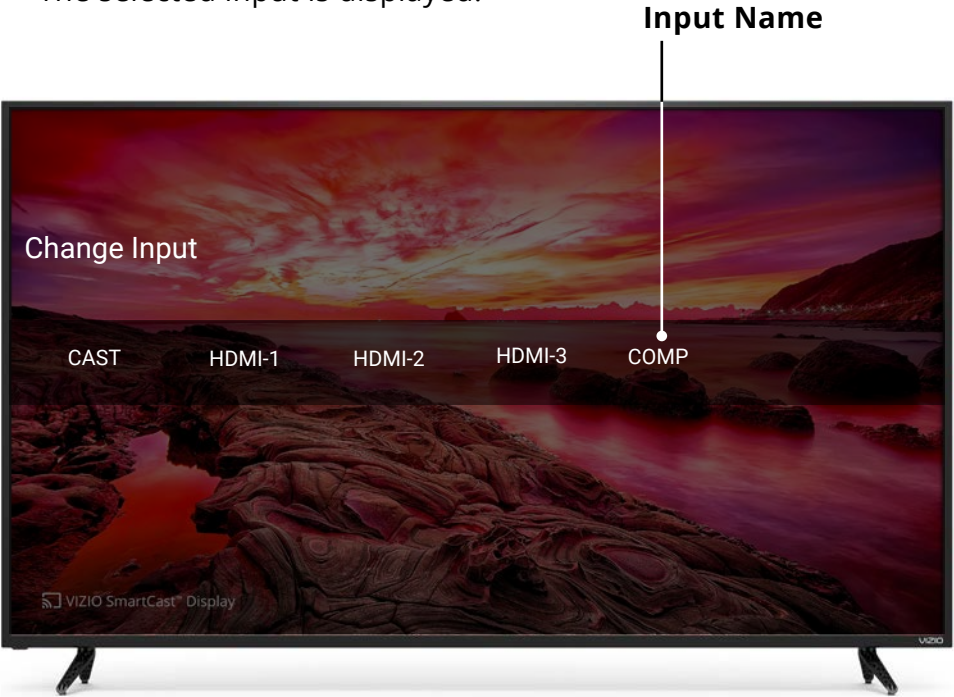 The selected input is displayed.
Input Name
Change Input
CAST HDMI-1 HDMI-2 HDMI-3 COMP
VIZIO SmartCast™ Display
VIZIO